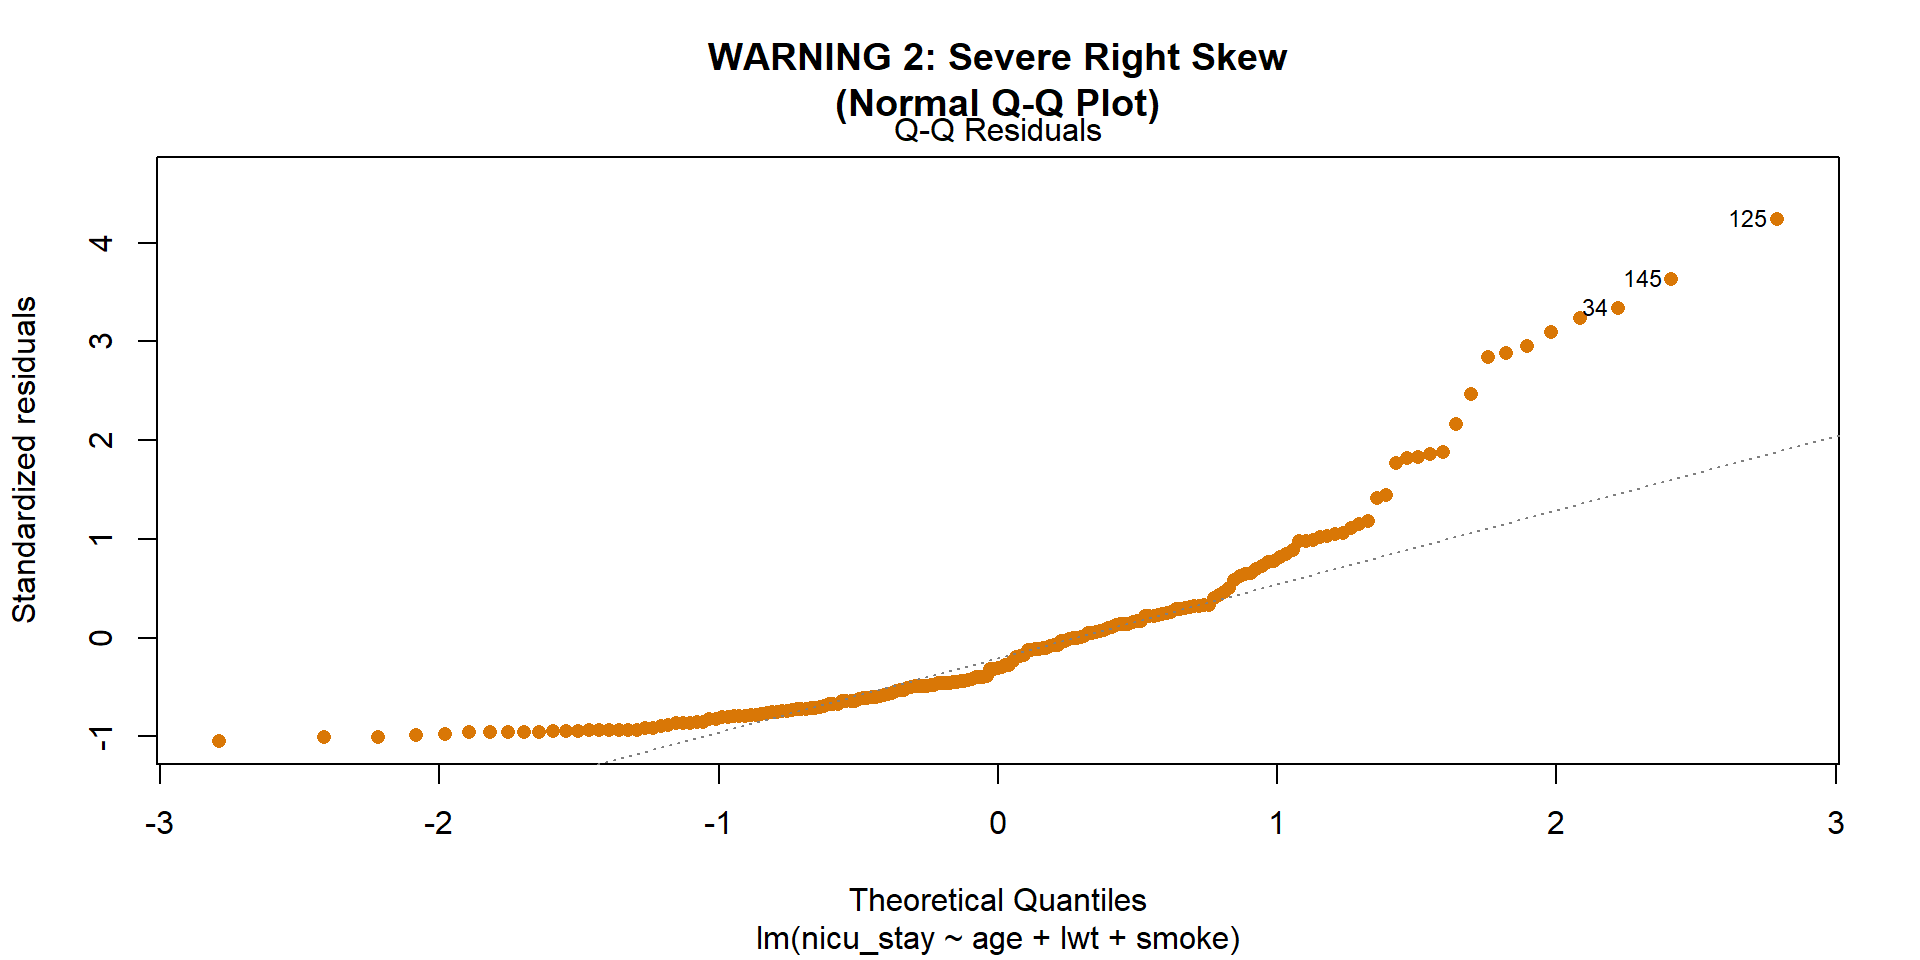 WARNING 2: Severe Right Skew
(Normal Q-Q Plot)
Q-Q Residuals
Standardized residuals
4
3
2
1
0
-1
125
145
34
-3 -2 -1 0 1 2 3
Theoretical Quantiles
lm(nicu_stay ~ age + lwt + smoke)